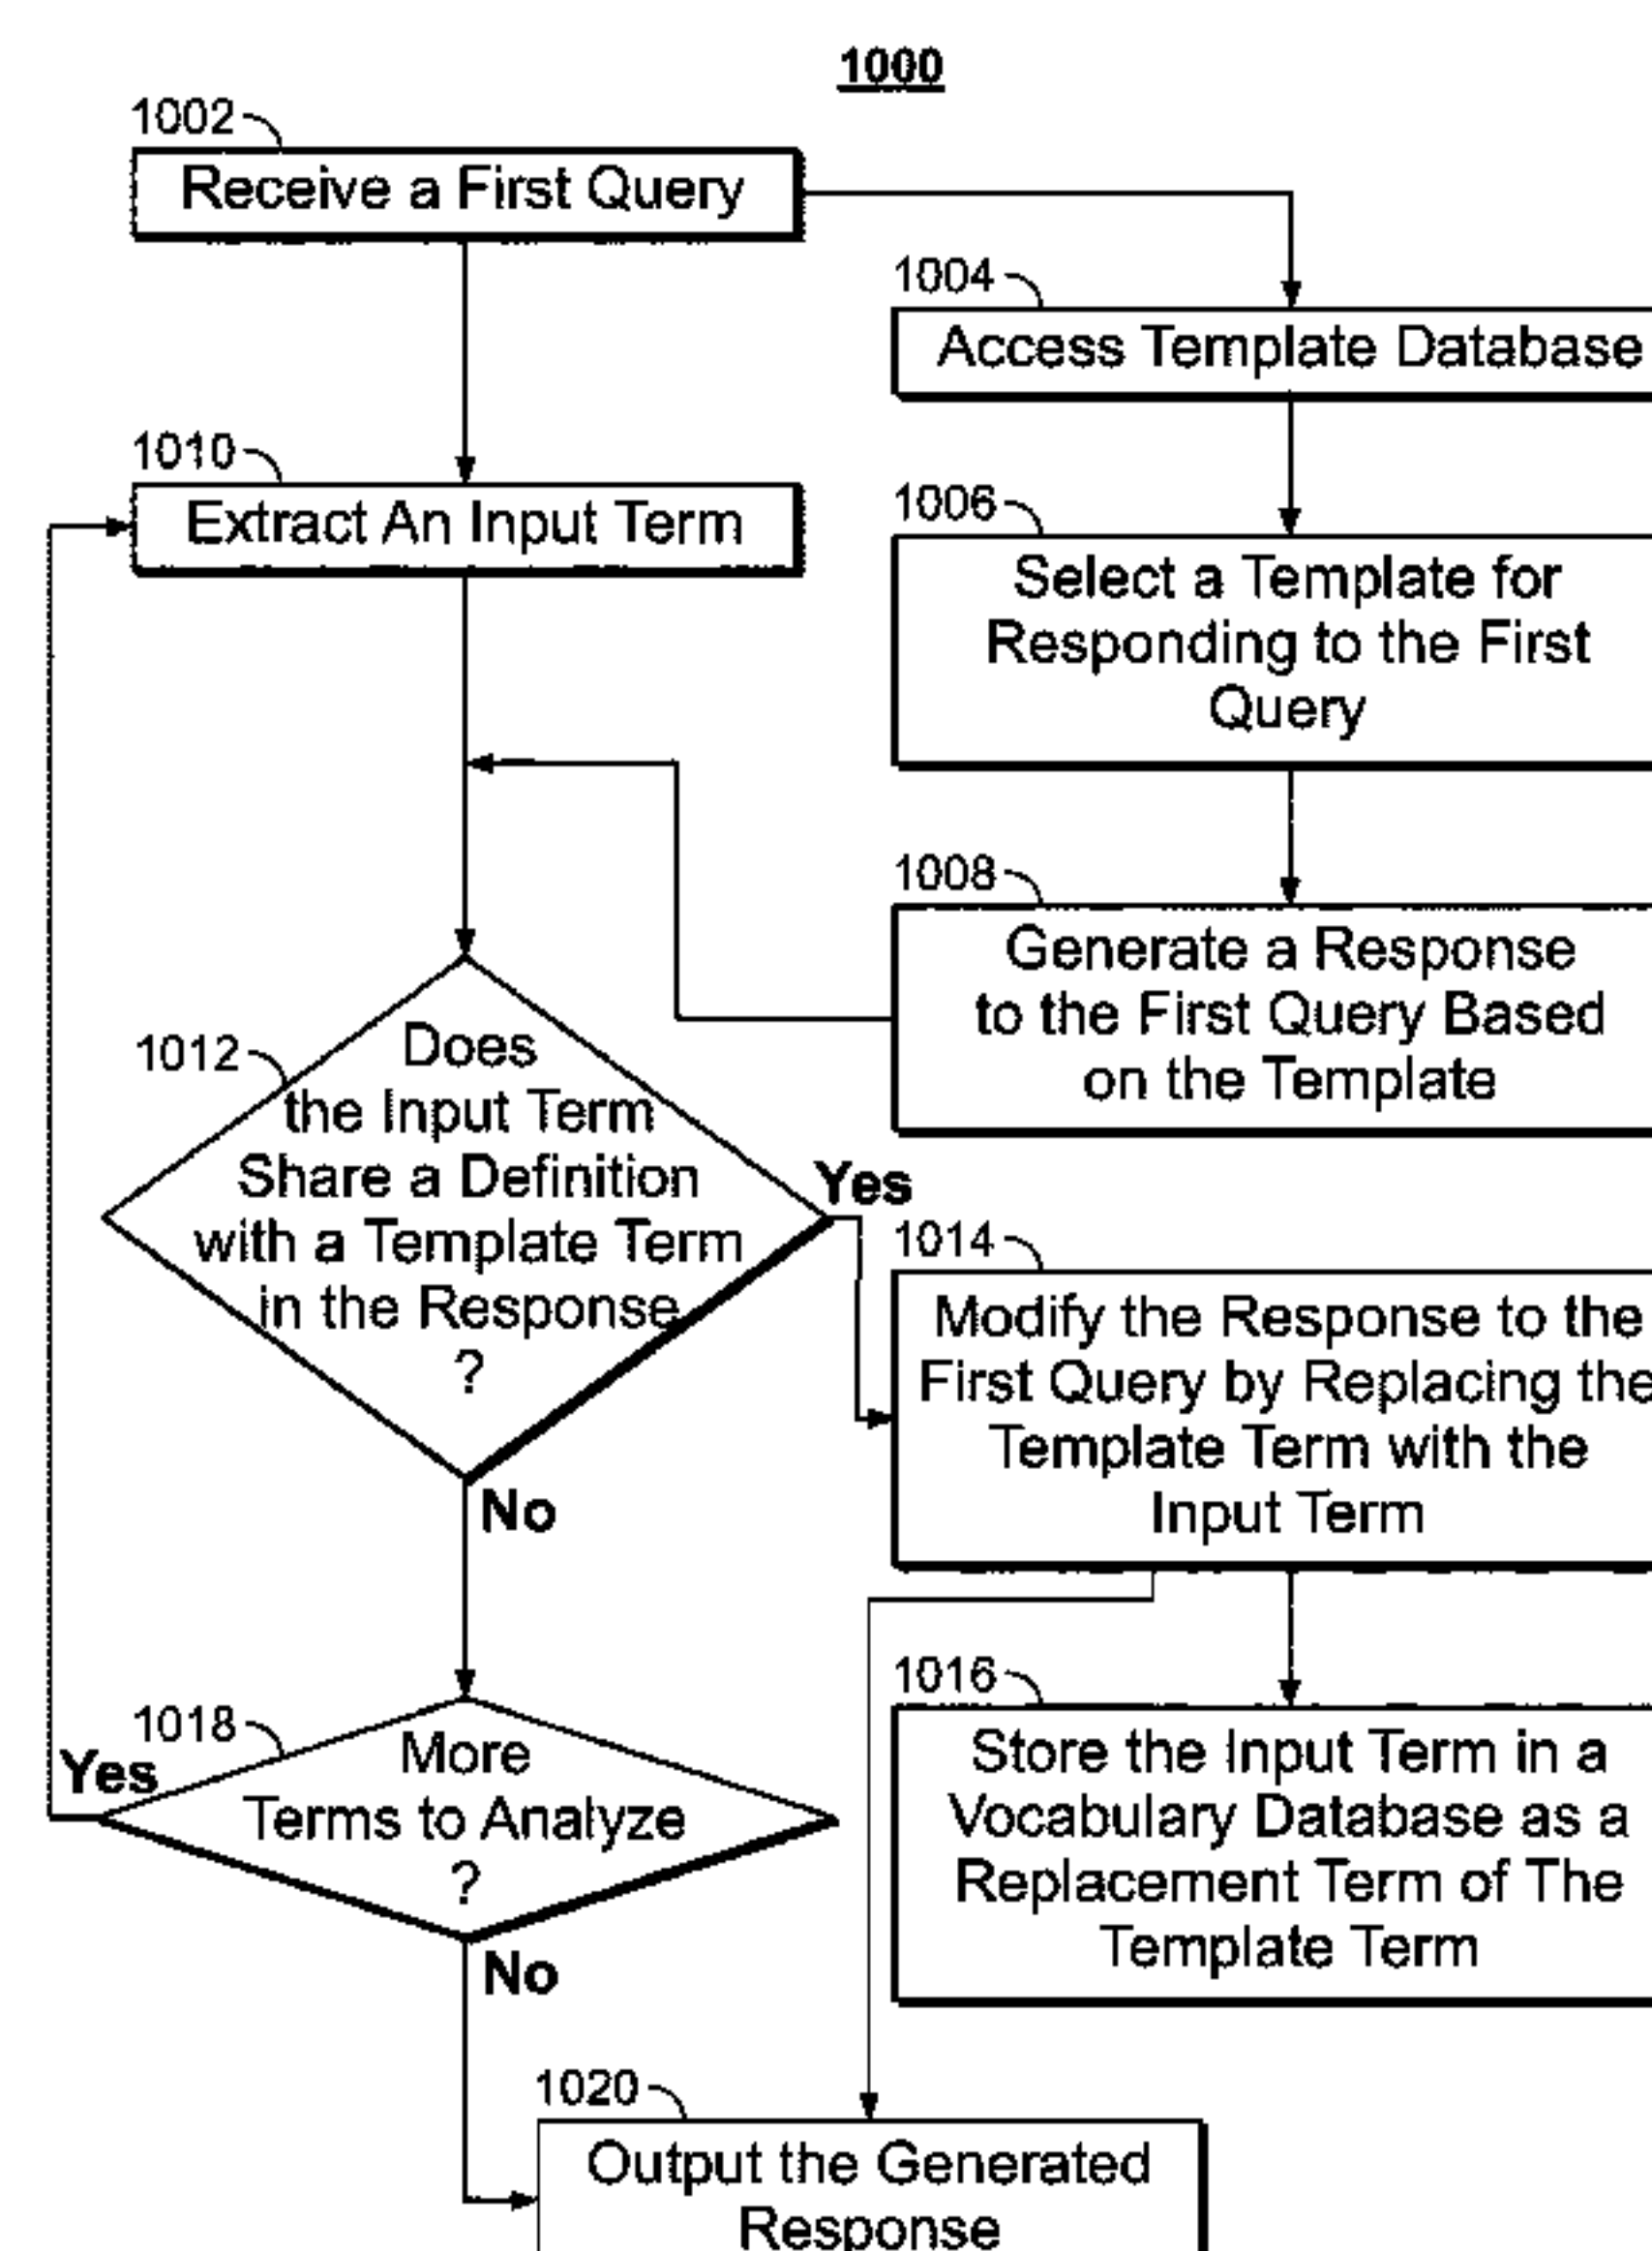 1000
1002
Receive a First Query
1004
Access Template Database
1010
Extract An Input Term
1006
Select a Template for
Responding to the First
Query
1008
Generate a Response
to the First Query Based
on the Template
1012
Does
the Input Term
Share a Definition
with a Template Term
in the Response
?
Yes
No
1014
Modify the Response to the
First Query by Replacing the
Template Term with the
Input Term
1016
Store the Input Term in a
Vocabulary Database as a
Replacement Term of The
Template Term
1018
More
Terms to Analyze
?
Yes
No
1020
Output the Generated
Response